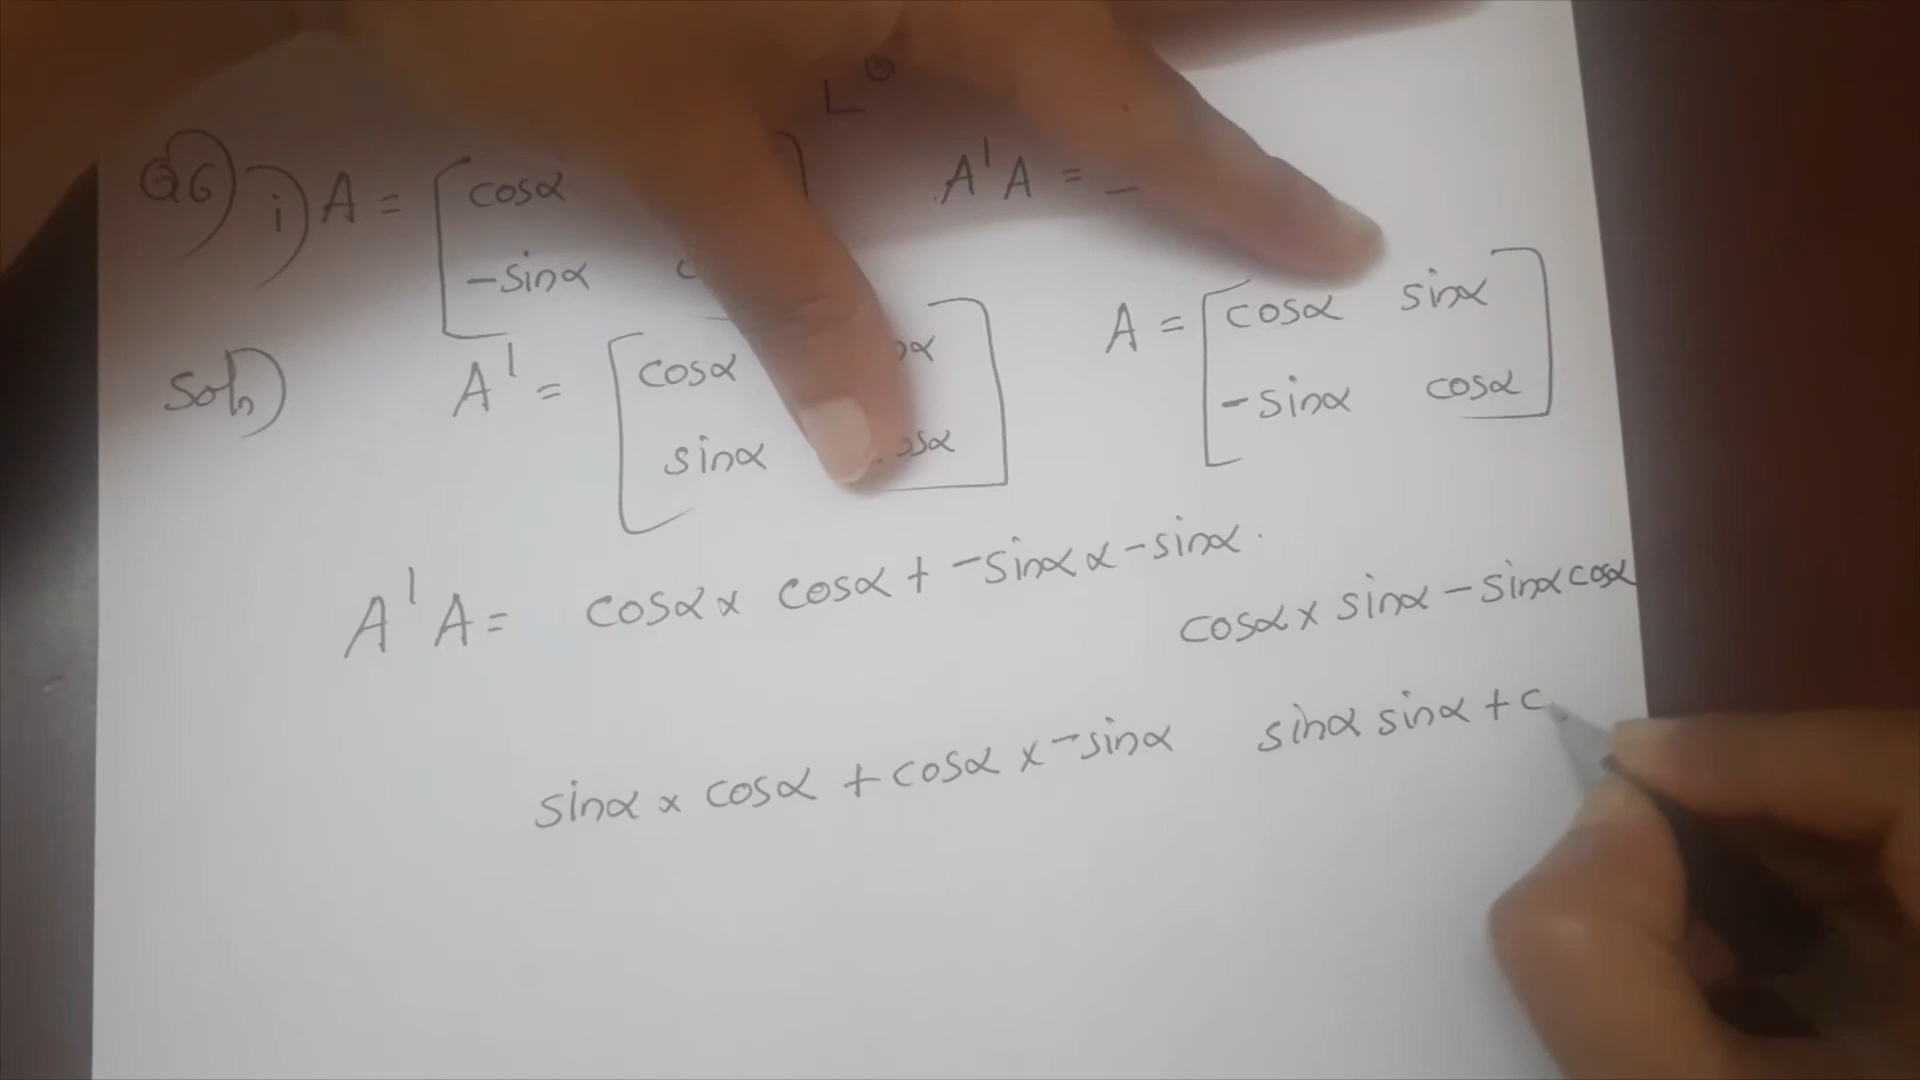 Q6) i) A = [ cosα
A'A = -
-sinα
Soln) A' = [ cosα
sinα
A = [ cosα sinα
-sinα cosα ]
A'A = cosα x cosα + -sinα x -sinα.
cosα x sinα - sinα cosα
sinα x cosα + cosα x -sinα sinα sinα + c